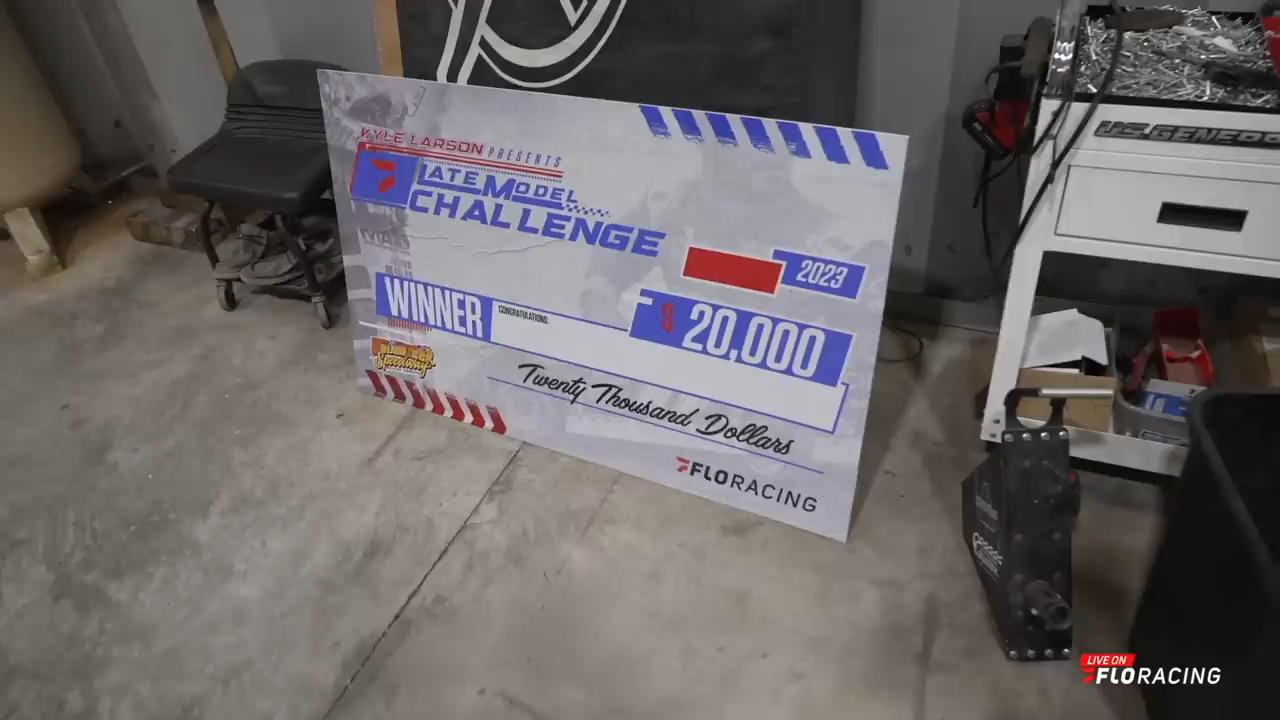 KYLE LARSON PRESENTS
LATE MODEL
CHALLENGE
2023
WINNER
CONGRATULATIONS:
$ 20,000
Speedway
Twenty Thousand Dollars
FLORACING
U.S. GENERAL
LIVE ON
FLORACING